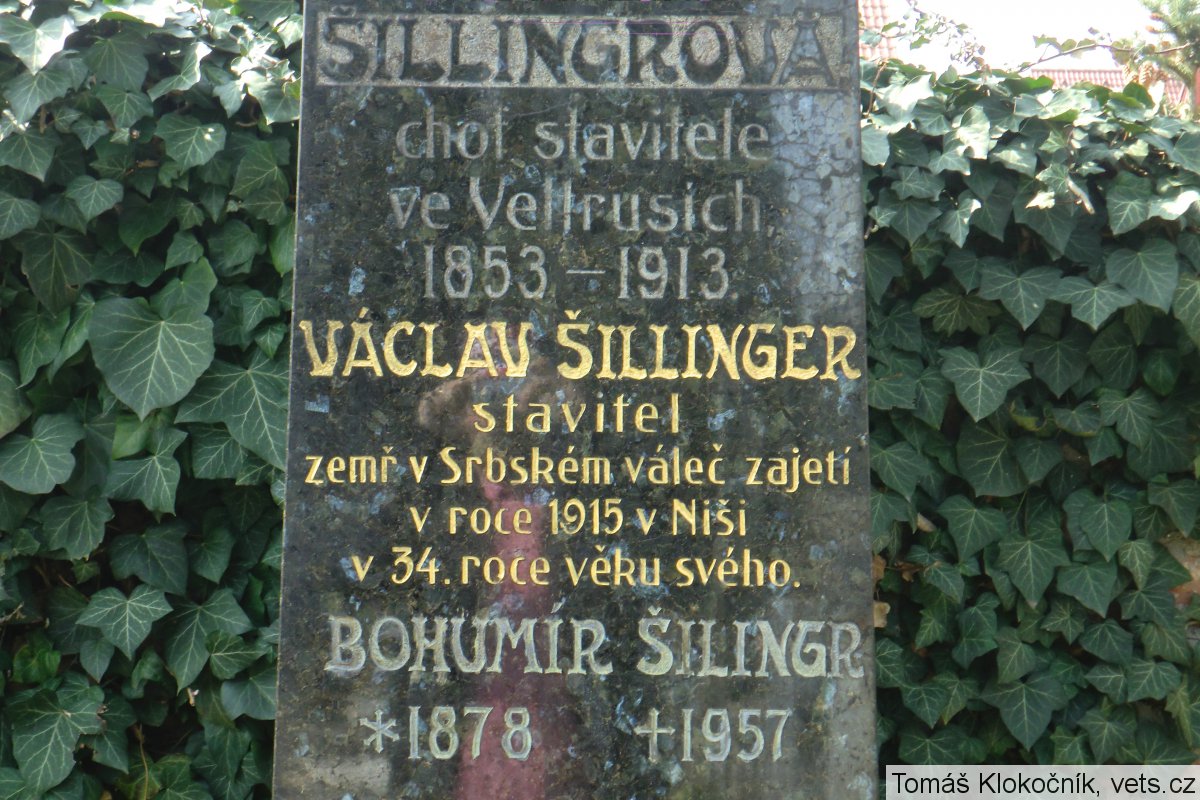 ŠILLINGROVÁ
choť stavitele
ve Veltrusích,
1853 – 1913.
VÁCLAV ŠILLINGER
stavitel
zemř v Srbském váleč zajetí
v roce 1915 v Niši
v 34. roce věku svého.
BOHUMÍR ŠILINGR
*1878 †1957
Tomáš Klokočník, vets.cz